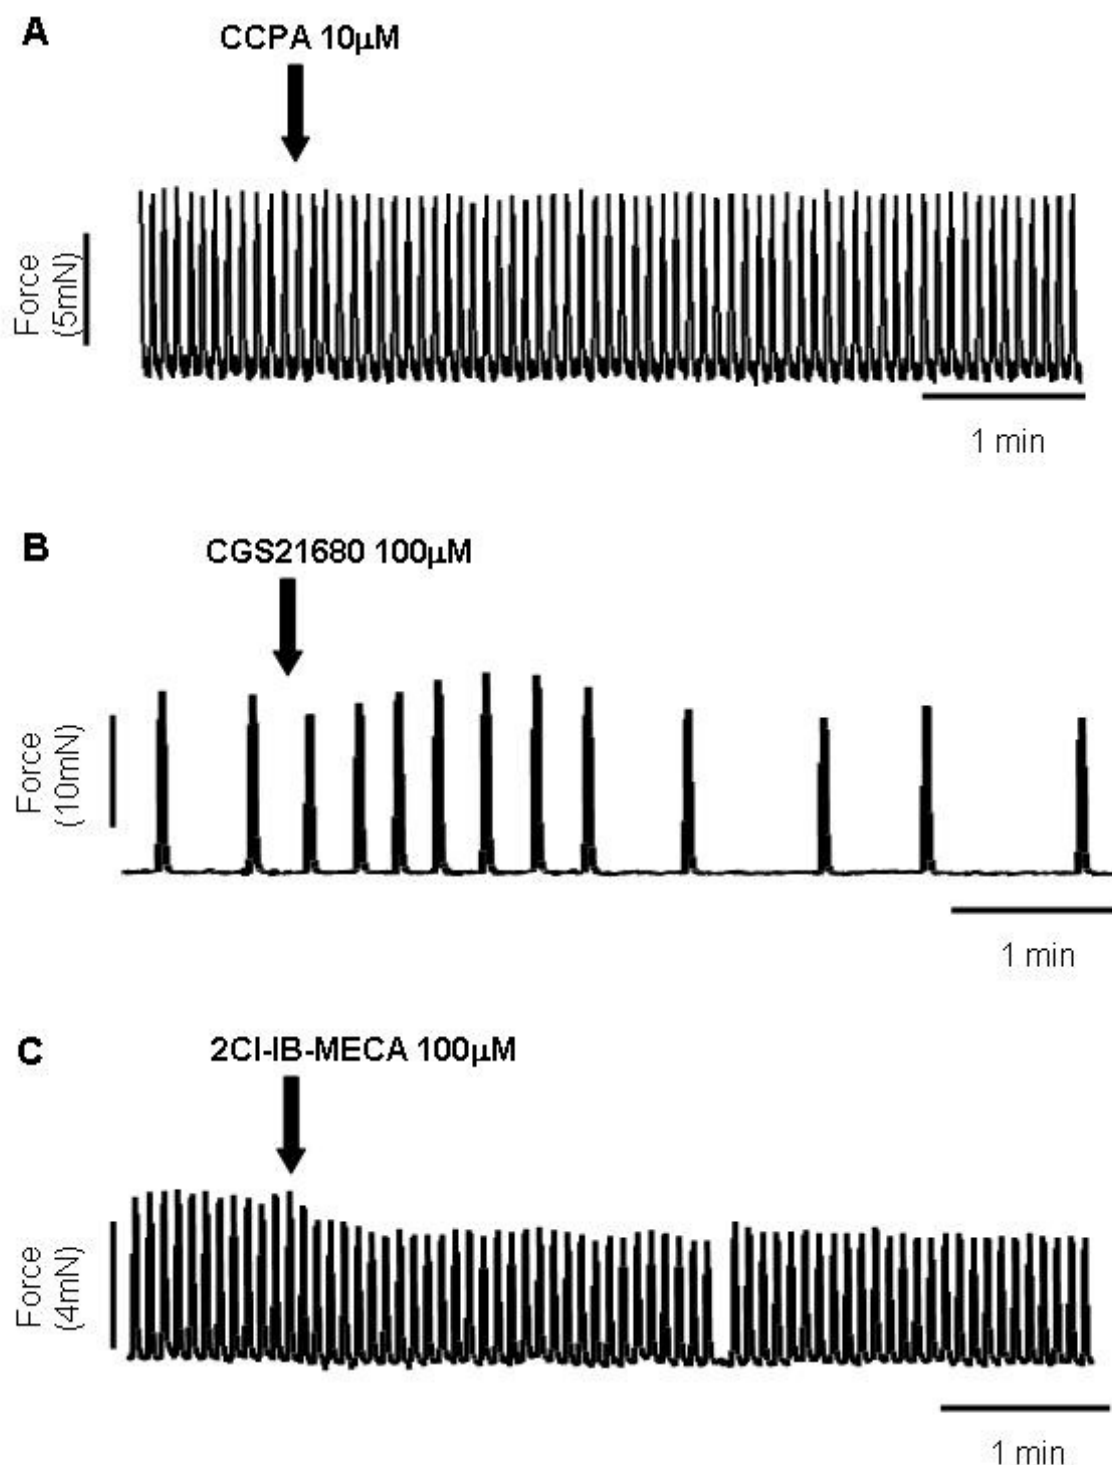 A
CCPA 10μM
Force
(5mN)
1 min
B
CGS21680 100μM
Force
(10mN)
1 min
C
2Cl-IB-MECA 100μM
Force
(4mN)
1 min